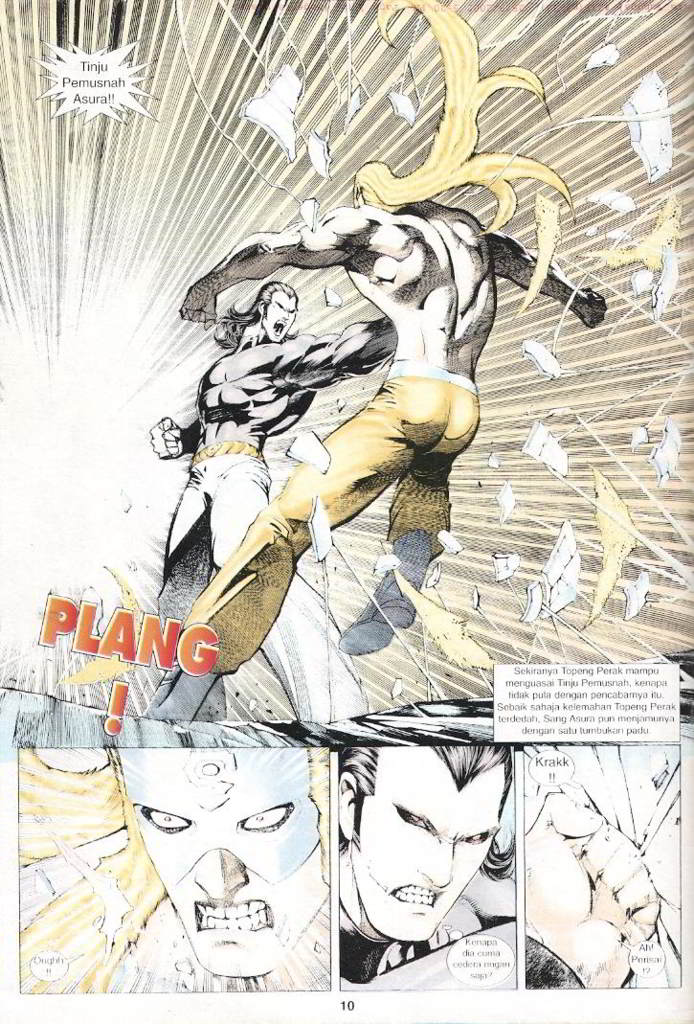 Tinju
Pemusnah
Asura!!
PLANG
!
Sekiranya Topeng Perak mampu
menguasai Tinju Pemusnah, kenapa
tidak pula dengan pencabarnya itu.
Sebaik sahaja kelemahan Topeng Perak
terdedah, Sang Asura pun menjamunya
dengan satu tumbukan padu.
Onghh
!!
Kenapa
dia cuma
cedera ringan
saja?
Krakk
!!
Ah!
Perisai
!?
10